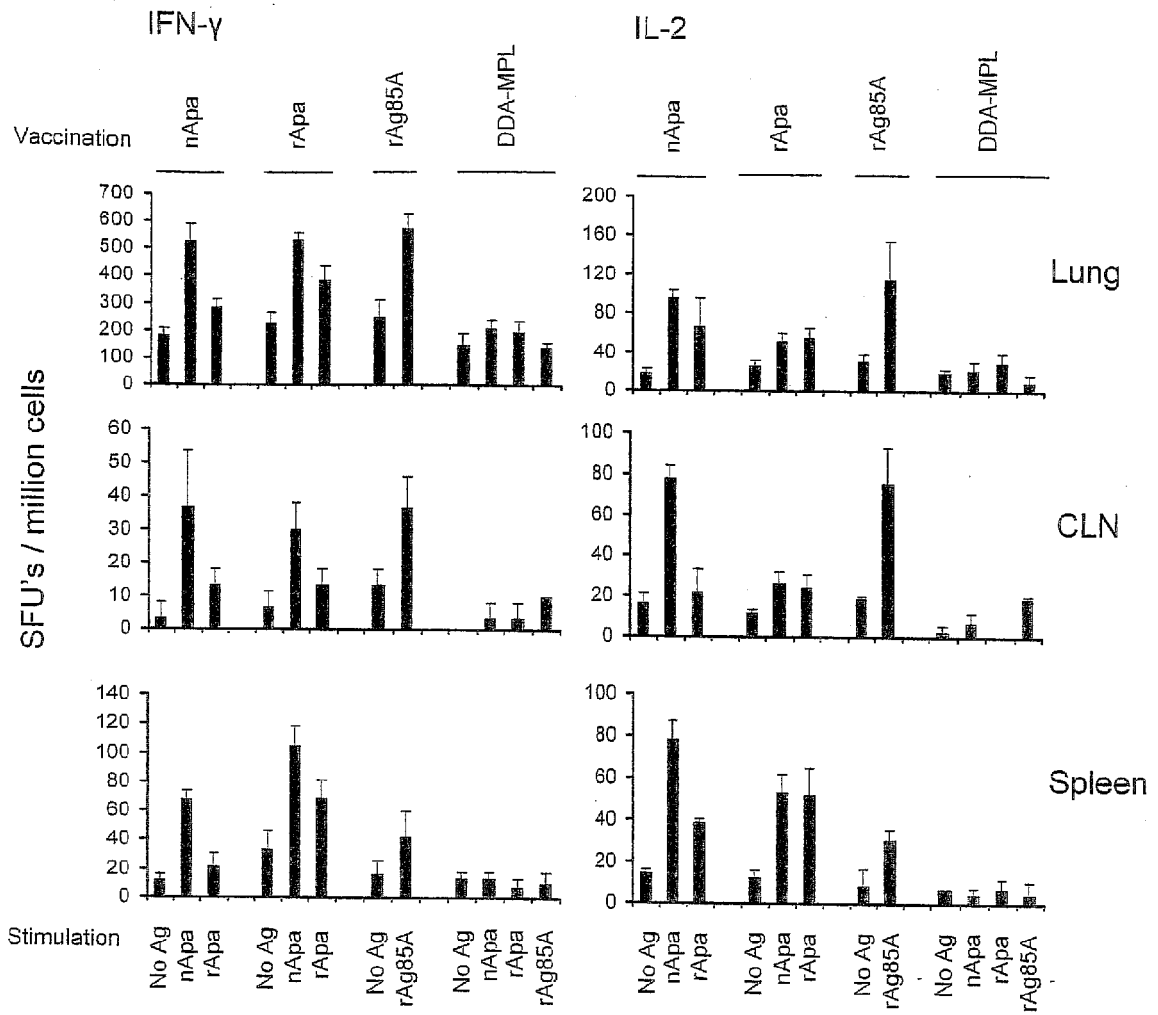 IFN-γ IL-2
Vaccination nApa rApa rAg85A DDA-MPL nApa rApa rAg85A DDA-MPL
SFU's / million cells
700 600 500 400 300 200 100 0
200 160 120 80 40 0
Lung
60 50 40 30 20 10 0
100 80 60 40 20 0
CLN
140 120 100 80 60 40 20 0
100 80 60 40 20 0
Spleen
Stimulation No Ag nApa rApa No Ag nApa rApa No Ag rAg85A No Ag nApa rApa rAg85A No Ag nApa rApa No Ag nApa rApa No Ag rAg85A No Ag nApa rApa rAg85A